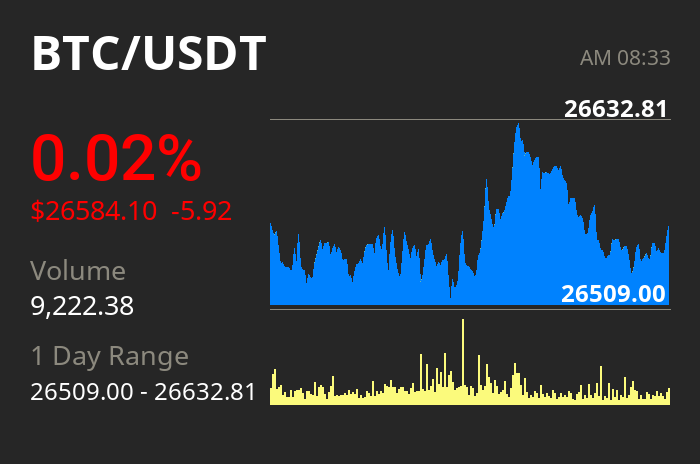 BTC/USDT
AM 08:33
26632.81
0.02%
$26584.10 -5.92
Volume
9,222.38
26509.00
1 Day Range
26509.00 - 26632.81